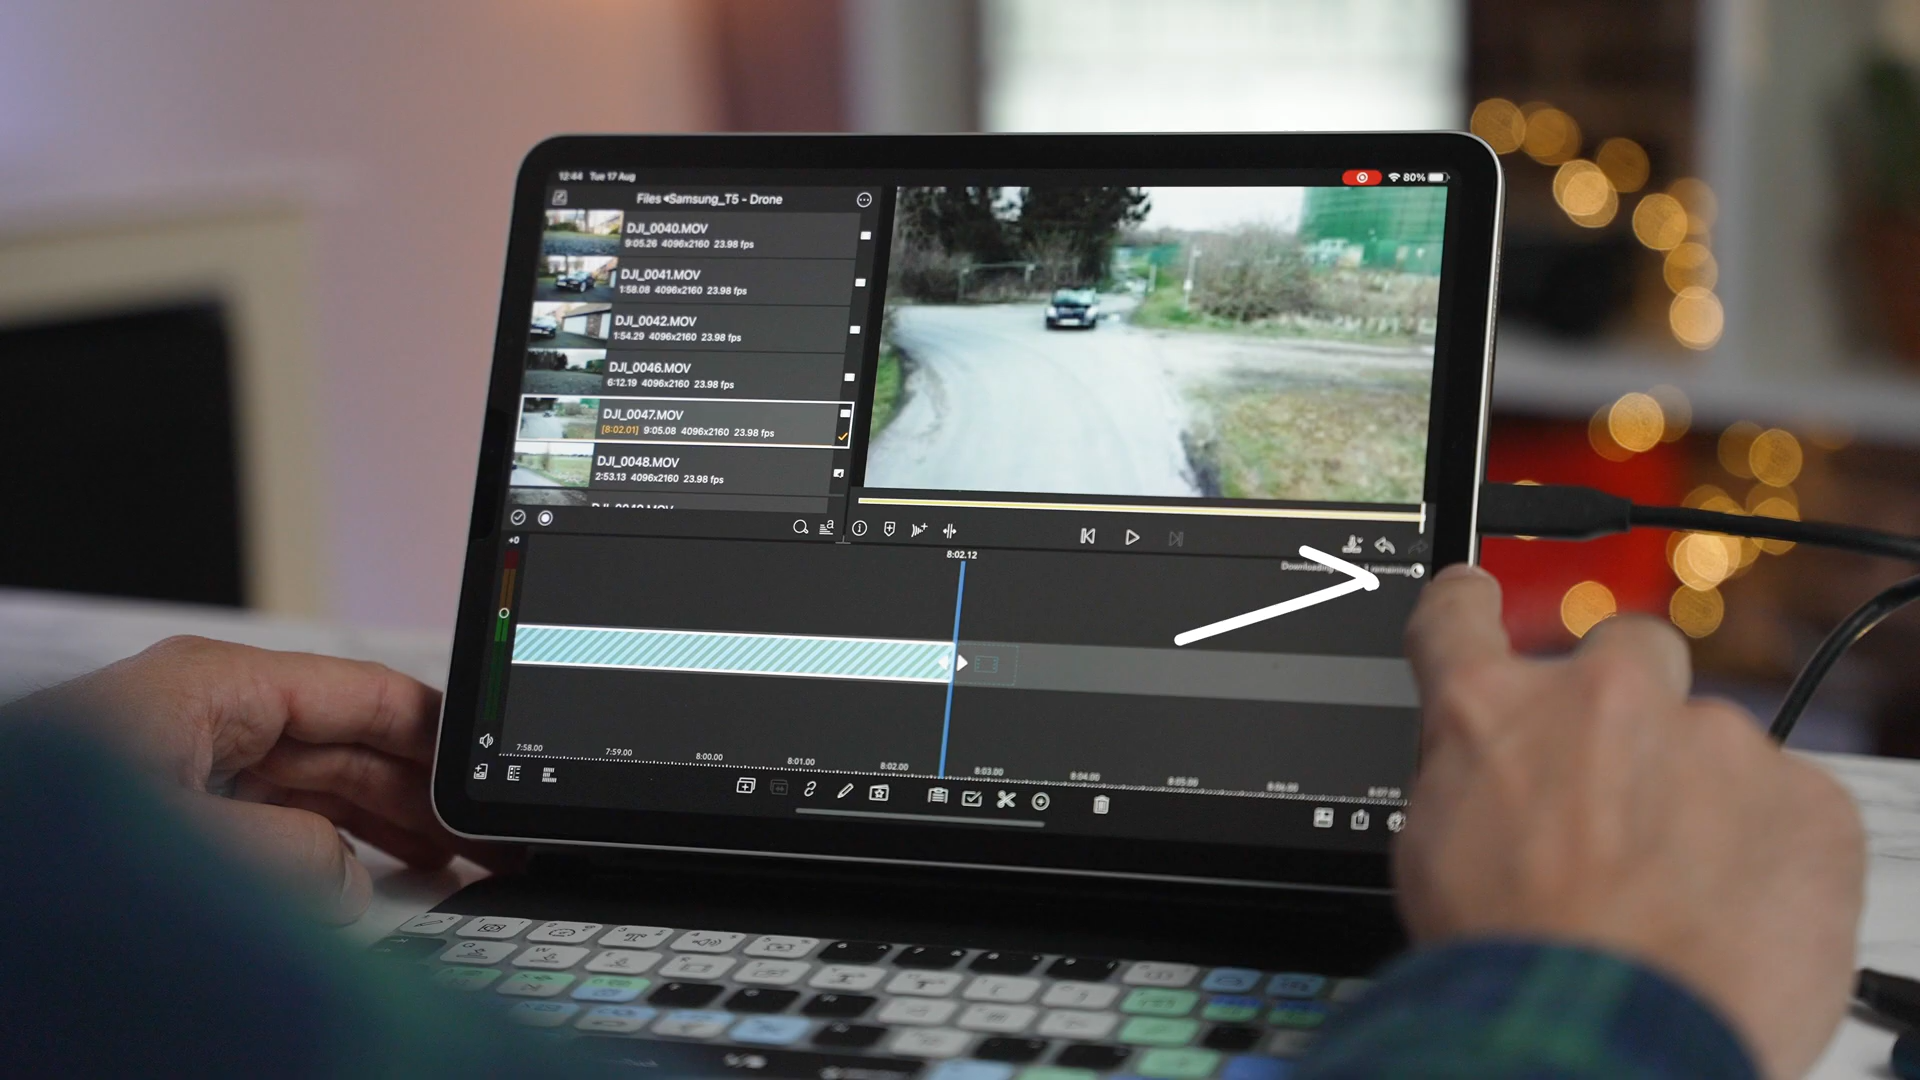 12:44 Tue 17 Aug
80%
Files Samsung_T5 - Drone
DJI_0040.MOV
9:05.26 4096x2160 23.98 fps
DJI_0041.MOV
1:58.08 4096x2160 23.98 fps
DJI_0042.MOV
1:54.29 4096x2160 23.98 fps
DJI_0046.MOV
6:12.19 4096x2160 23.98 fps
DJI_0047.MOV
[8:02.01] 9:05.08 4096x2160 23.98 fps
DJI_0048.MOV
2:53.13 4096x2160 23.98 fps
+0
8:02.12
Downloading remaining
7:58.00 7:59.00 8:00.00 8:01.00 8:02.00 8:03.00 8:04.00 8:05.00 8:06.00 8:07.00